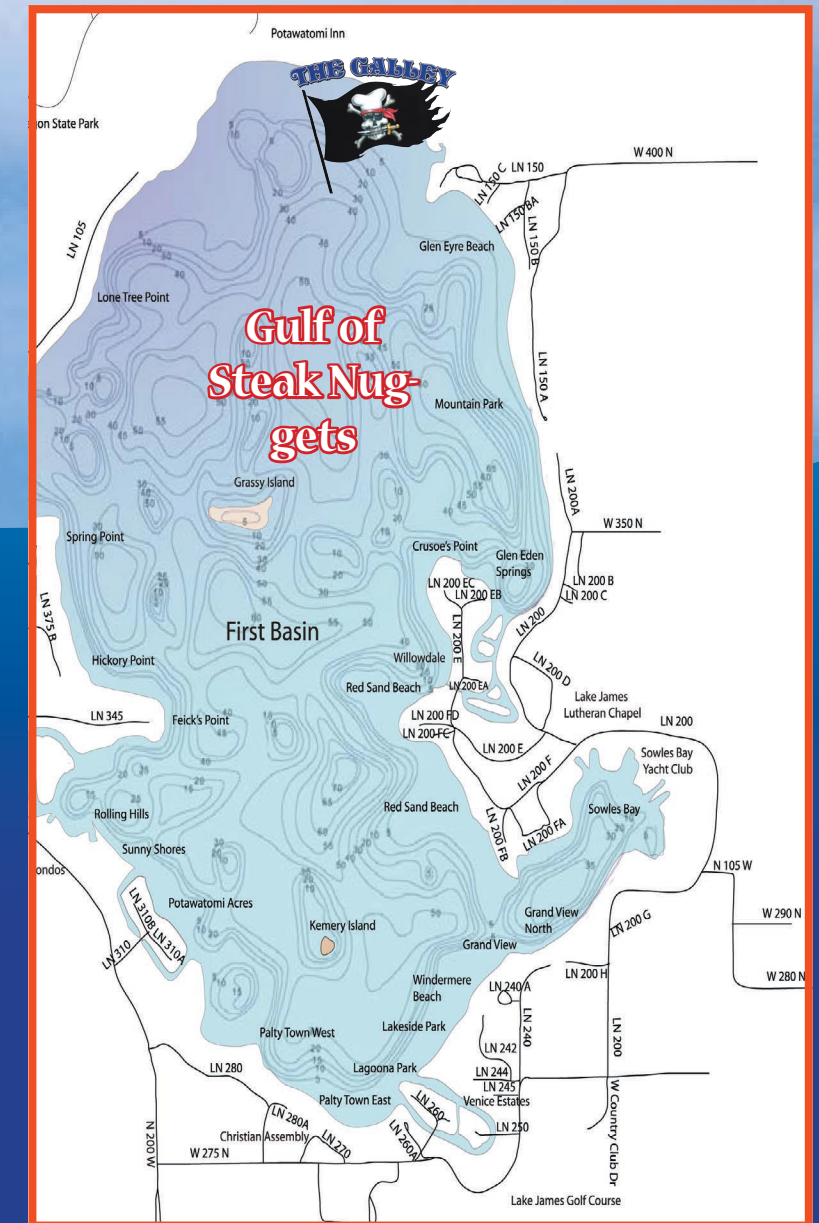 Potawatomi Inn
THE GALLEY
ion State Park
W 400 N
LN 150
LN 150 C
LN 150 BA
LN 150 B
LN 105
Glen Eyre Beach
Lone Tree Point
Gulf of
Steak Nug-
gets
LN 150 A
Mountain Park
Grassy Island
LN 200A
W 350 N
Spring Point
Crusoe's Point
Glen Eden
Springs
LN 200 EC
LN 200 EB
LN 200 B
LN 200 C
LN 375 B
LN 200
First Basin
LN 200 E
Hickory Point
Willowdale
LN 200 D
Red Sand Beach
LN 200 EA
Lake James
Lutheran Chapel
LN 345
Feick's Point
LN 200 FD
LN 200 FC
LN 200
LN 200 E
Sowles Bay
Yacht Club
LN 200 F
Rolling Hills
Red Sand Beach
Sowles Bay
LN 200 FB
LN 200 FA
Sunny Shores
ondos
N 105 W
Potawatomi Acres
LN 310B
LN 310A
LN 310
Kemery Island
Grand View
North
LN 200 G
W 290 N
Grand View
LN 200 H
W 280 N
Windermere
Beach
LN 240 A
LN 240
LN 200
Palty Town West
Lakeside Park
LN 242
LN 280
Lagoona Park
LN 244
LN 245
Palty Town East
LN 260
Venice Estates
LN 280A
LN 250
Christian Assembly
LN 270
LN 260A
N 200 W
W 275 N
W Country Club Dr
Lake James Golf Course